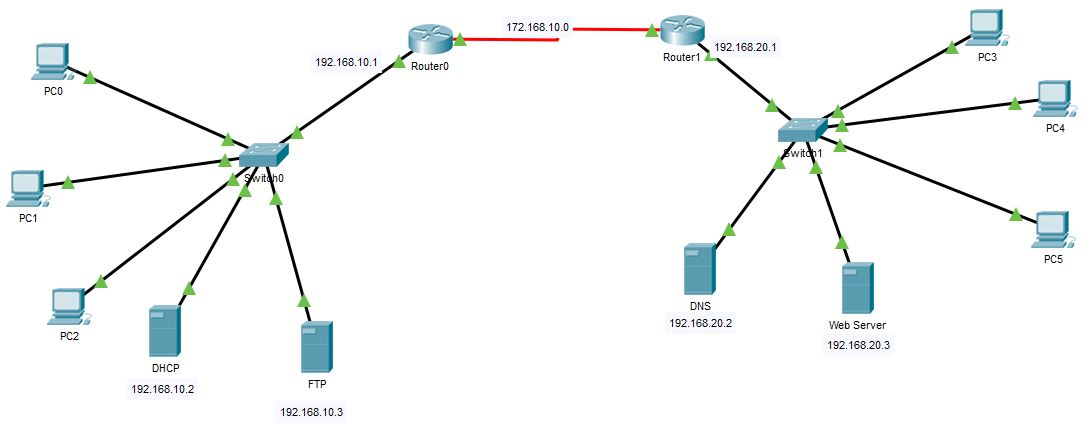 172.168.10.0
192.168.10.1
Router0
Router1
192.168.20.1
PC3
PC0
PC4
Switch0
Switch1
PC1
PC5
PC2
DHCP
192.168.10.2
FTP
192.168.10.3
DNS
192.168.20.2
Web Server
192.168.20.3